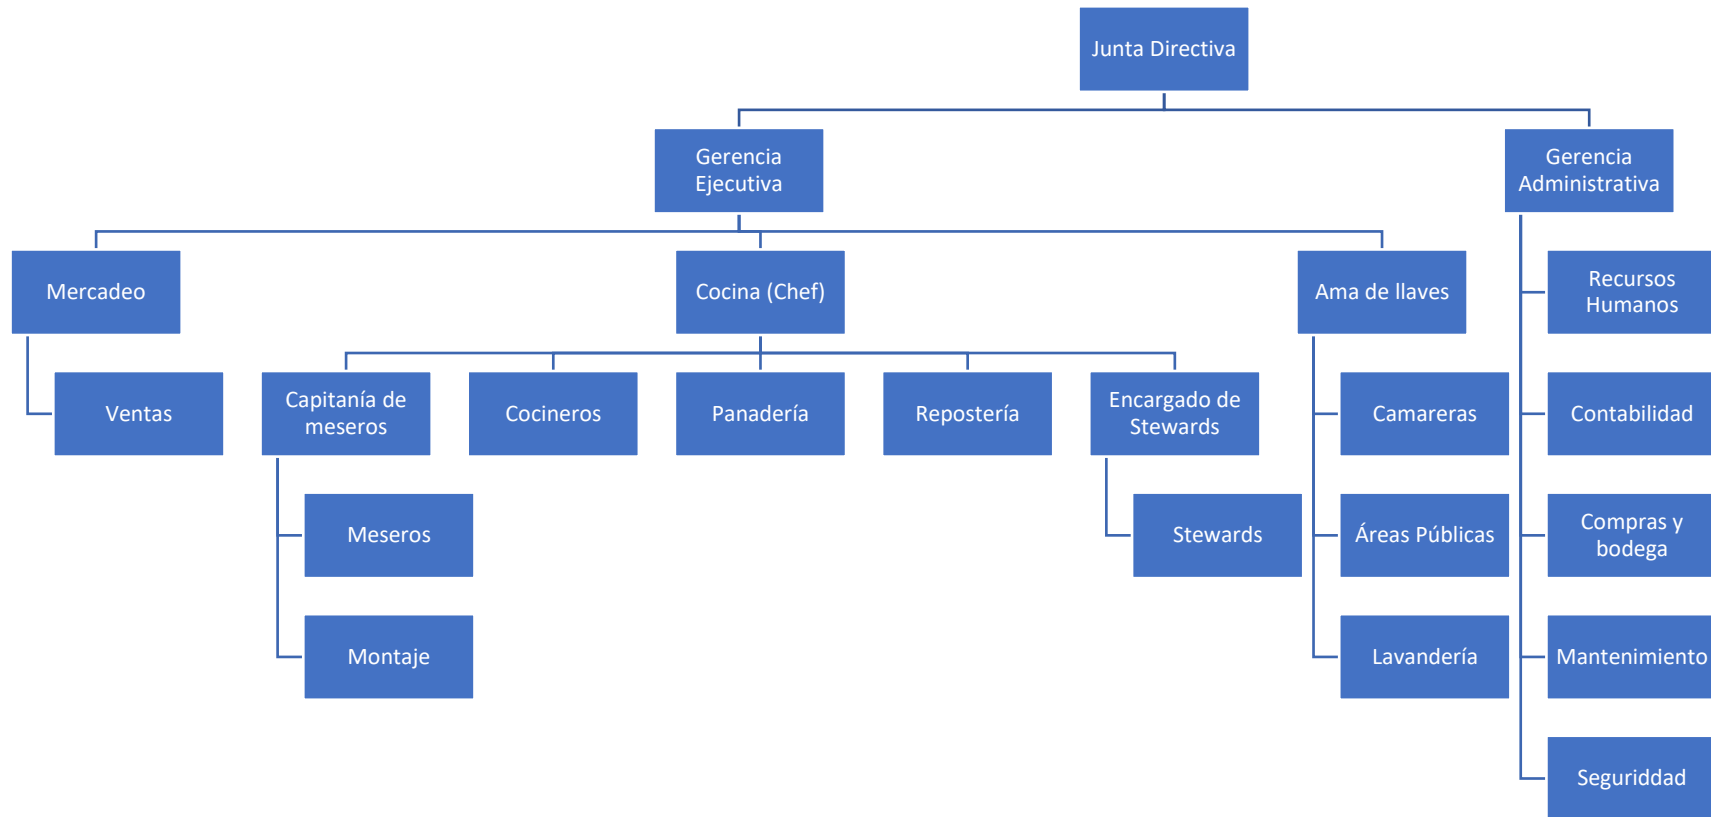 Junta Directiva
Gerencia
Ejecutiva
Gerencia
Administrativa
Mercadeo
Cocina (Chef)
Ama de llaves
Recursos
Humanos
Ventas
Capitanía de
meseros
Cocineros
Panadería
Repostería
Encargado de
Stewards
Camareras
Contabilidad
Meseros
Stewards
Áreas Públicas
Compras y
bodega
Montaje
Lavandería
Mantenimiento
Seguriddad